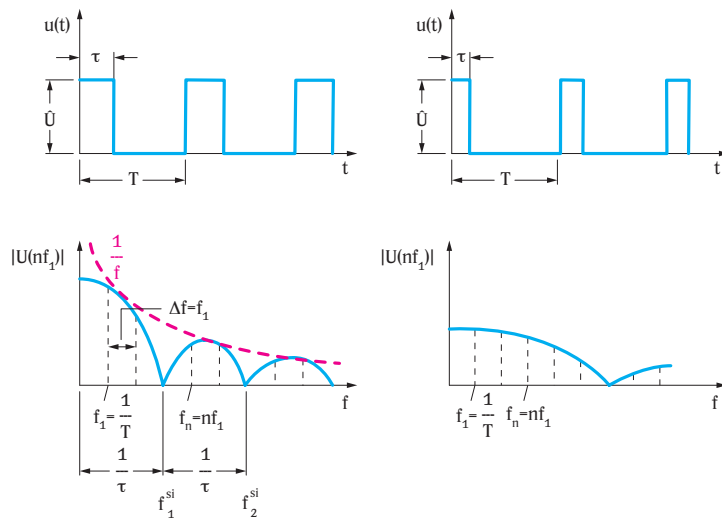 u(t)
τ
Û
T
t
u(t)
τ
Û
T
t
|U(nf₁)|
1/f
Δf=f₁
f
f₁=1/T
fₙ=nf₁
1/τ
1/τ
f₁ˢⁱ
f₂ˢⁱ
|U(nf₁)|
f
f₁=1/T
fₙ=nf₁